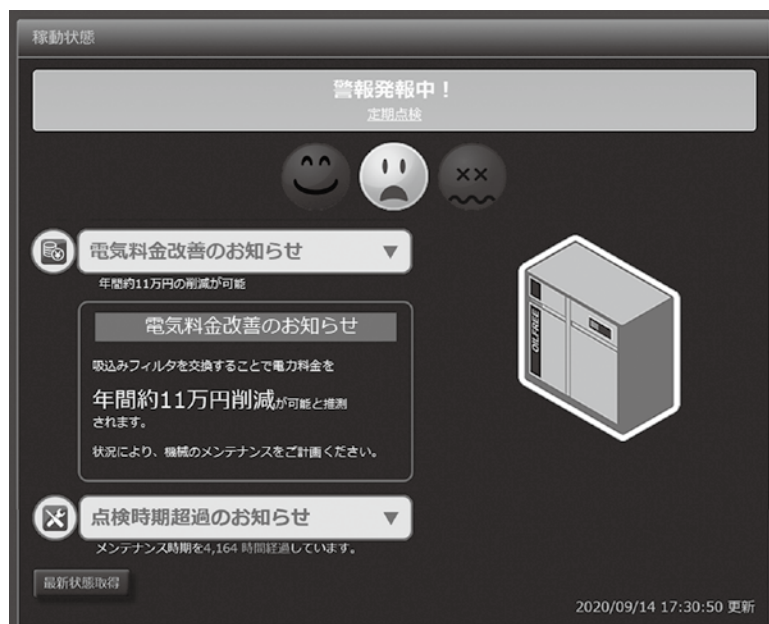 稼動状態
警報発報中！
定期点検
電気料金改善のお知らせ ▼
年間約11万円の削減が可能
電気料金改善のお知らせ
吸込みフィルタを交換することで電力料金を
年間約11万円削減が可能と推測
されます。
状況により、機械のメンテナンスをご計画ください。
OILFREE
点検時期超過のお知らせ ▼
メンテナンス時期を4,164 時間経過しています。
最新状態取得
2020/09/14 17:30:50 更新